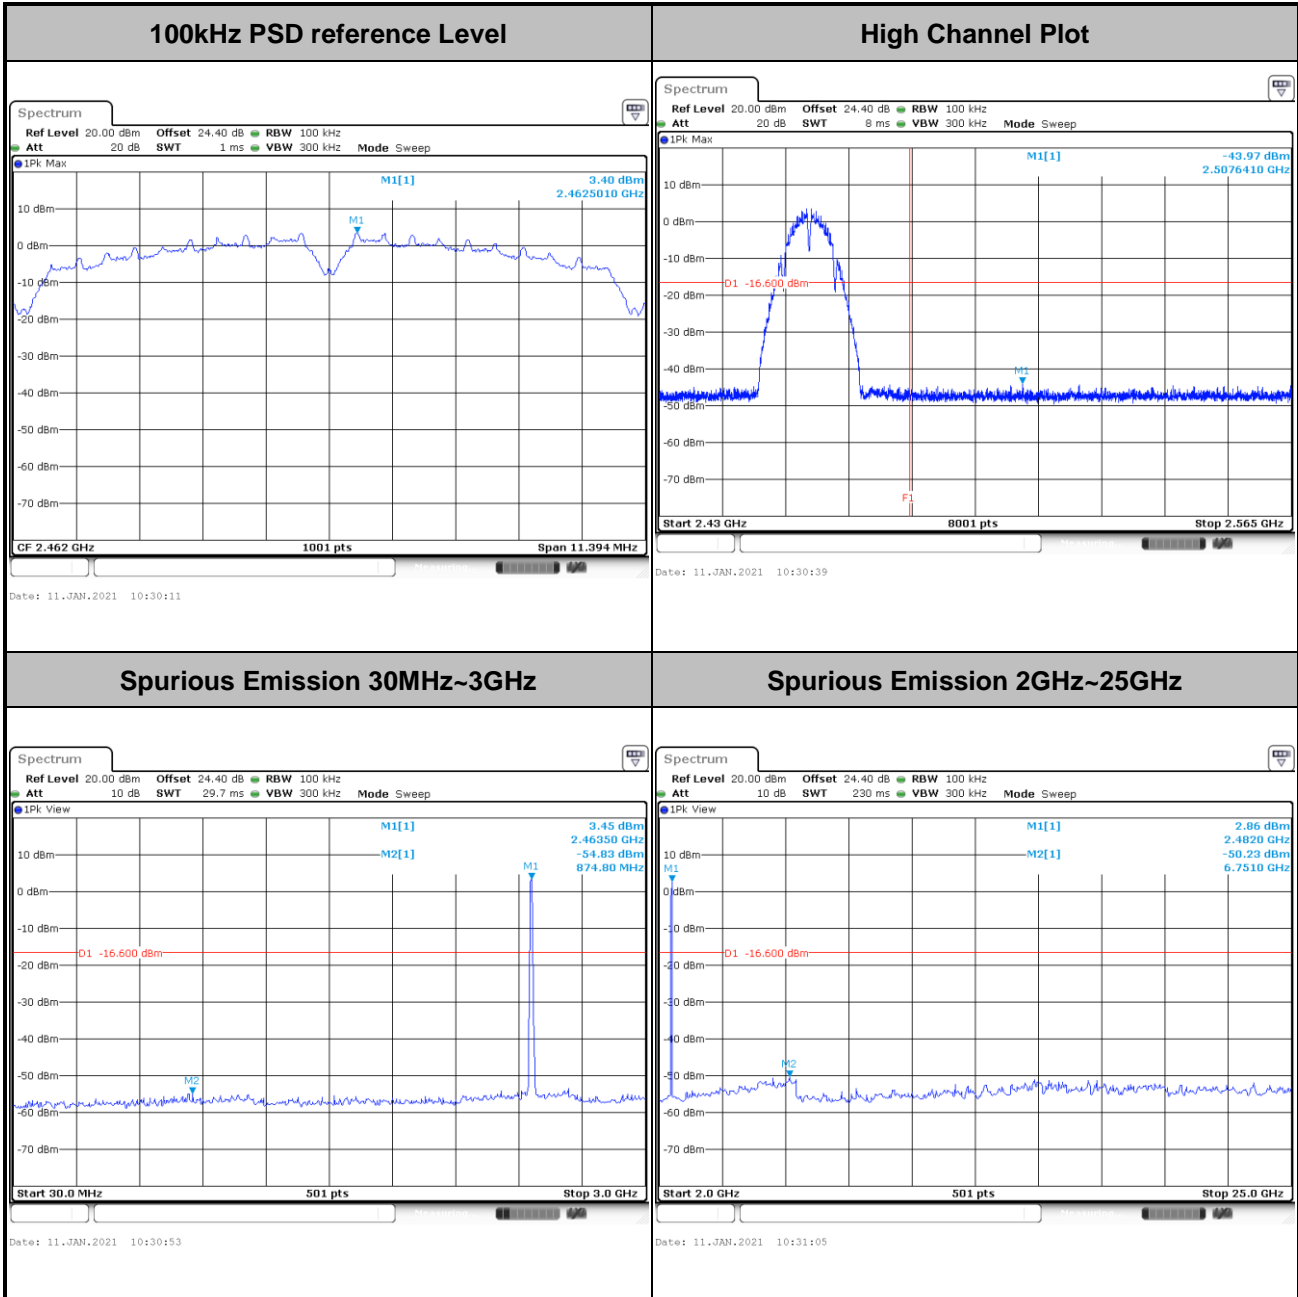 100kHz PSD reference Level
High Channel Plot
Spectrum
Ref Level 20.00 dBm Offset 24.40 dB RBW 100 kHz
Att 20 dB SWT 1 ms VBW 300 kHz Mode Sweep
1Pk Max
M1[1] 3.40 dBm
2.4625010 GHz
M1
10 dBm
0 dBm
-10 dBm
-20 dBm
-30 dBm
-40 dBm
-50 dBm
-60 dBm
-70 dBm
CF 2.462 GHz 1001 pts Span 11.394 MHz
Measuring...
Date: 11.JAN.2021 10:30:11
Spectrum
Ref Level 20.00 dBm Offset 24.40 dB RBW 100 kHz
Att 20 dB SWT 8 ms VBW 300 kHz Mode Sweep
1Pk Max
M1[1] -43.97 dBm
2.5076410 GHz
10 dBm
0 dBm
-10 dBm
D1 -16.600 dBm
-20 dBm
-30 dBm
-40 dBm
M1
-50 dBm
-60 dBm
-70 dBm
F1
Start 2.43 GHz 8001 pts Stop 2.565 GHz
Measuring...
Date: 11.JAN.2021 10:30:39
Spurious Emission 30MHz~3GHz
Spurious Emission 2GHz~25GHz
Spectrum
Ref Level 20.00 dBm Offset 24.40 dB RBW 100 kHz
Att 10 dB SWT 29.7 ms VBW 300 kHz Mode Sweep
1Pk View
M1[1] 3.45 dBm
2.46350 GHz
M2[1] -54.83 dBm
874.80 MHz
M1
10 dBm
0 dBm
-10 dBm
D1 -16.600 dBm
-20 dBm
-30 dBm
-40 dBm
-50 dBm
M2
-60 dBm
-70 dBm
Start 30.0 MHz 501 pts Stop 3.0 GHz
Measuring...
Date: 11.JAN.2021 10:30:53
Spectrum
Ref Level 20.00 dBm Offset 24.40 dB RBW 100 kHz
Att 10 dB SWT 230 ms VBW 300 kHz Mode Sweep
1Pk View
M1[1] 2.86 dBm
2.4820 GHz
M2[1] -50.23 dBm
6.7510 GHz
10 dBm
M1
0 dBm
-10 dBm
D1 -16.600 dBm
-20 dBm
-30 dBm
-40 dBm
M2
-50 dBm
-60 dBm
-70 dBm
Start 2.0 GHz 501 pts Stop 25.0 GHz
Measuring...
Date: 11.JAN.2021 10:31:05